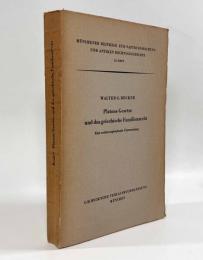 MÜNCHENER BEITRÄGE ZUR PAPYRUSFORSCHUNG
UND ANTIKEN RECHTSGESCHICHTE
WALTER G. BECKER
Platons Gesetze
und das griechische Familienrecht
Eine rechtsvergleichende Untersuchung
C.H.BECK'SCHE VERLAGSBUCHHANDLUNG
MÜNCHEN